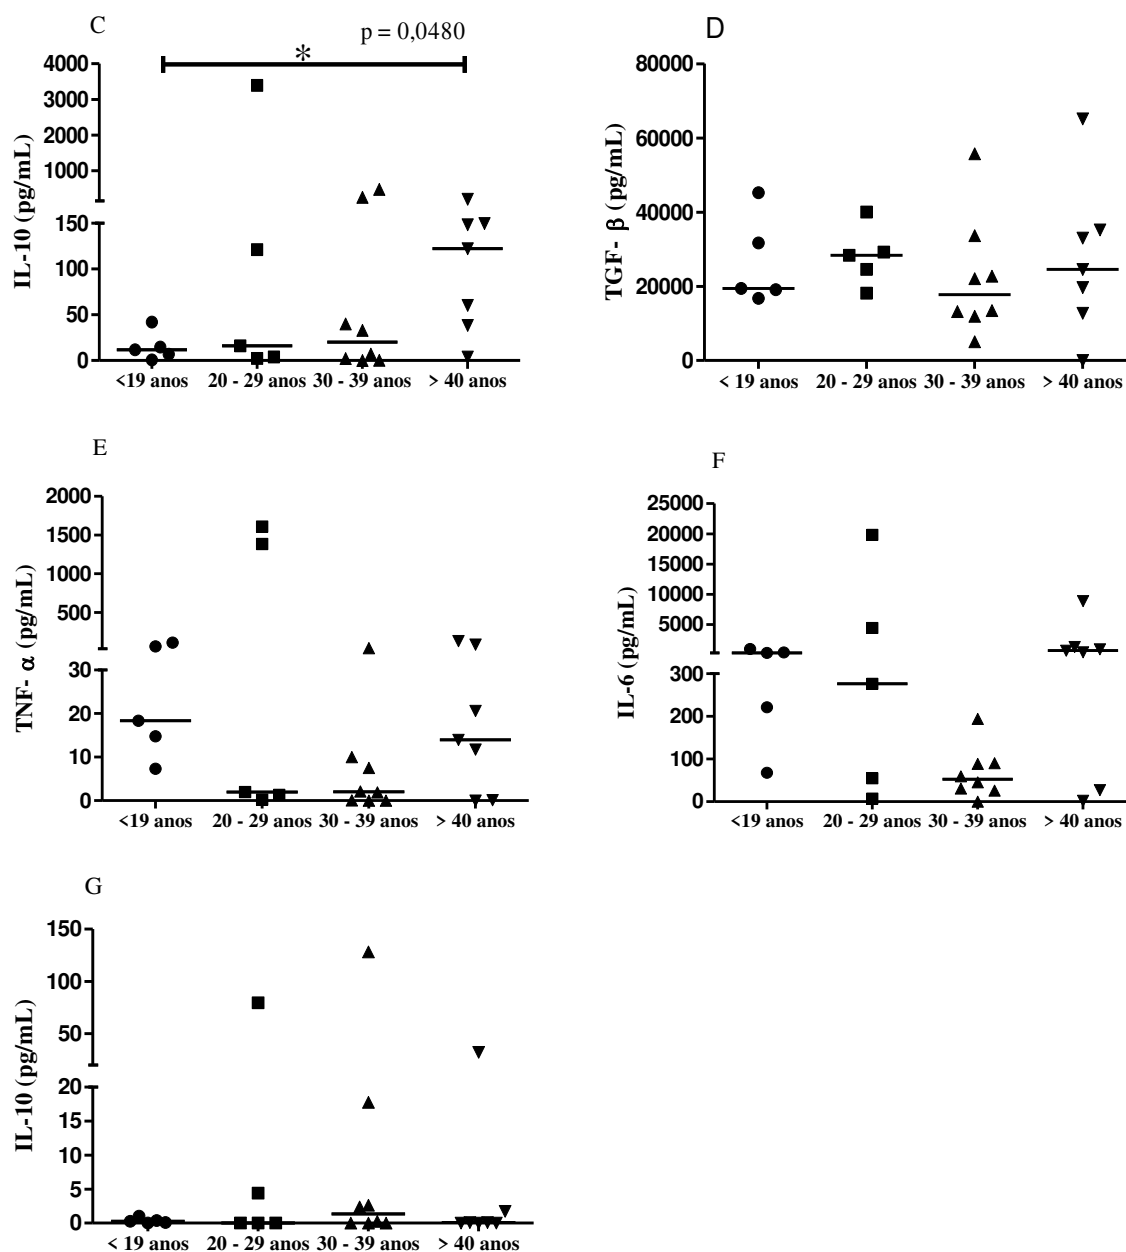 C
p = 0,0480
*
IL-10 (pg/mL)
4000
3000
2000
1000
150
100
50
0
<19 anos
20 - 29 anos
30 - 39 anos
> 40 anos
D
TGF- β (pg/mL)
80000
60000
40000
20000
0
< 19 anos
20 - 29 anos
30 - 39 anos
> 40 anos
E
TNF- α (pg/mL)
2000
1500
1000
500
30
20
10
0
<19 anos
20 - 29 anos
30 - 39 anos
> 40 anos
F
IL-6 (pg/mL)
25000
20000
15000
10000
5000
300
200
100
0
<19 anos
20 - 29 anos
30 - 39 anos
> 40 anos
G
IL-10 (pg/mL)
150
100
50
20
15
10
5
0
< 19 anos
20 - 29 anos
30 - 39 anos
> 40 anos